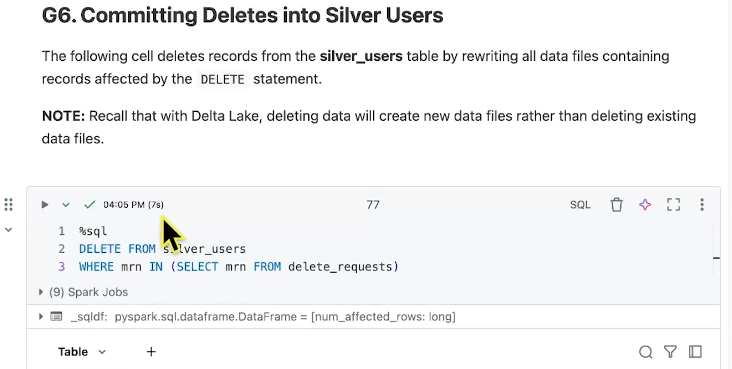 G6. Committing Deletes into Silver Users
The following cell deletes records from the silver_users table by rewriting all data files containing
records affected by the DELETE statement.
NOTE: Recall that with Delta Lake, deleting data will create new data files rather than deleting existing
data files.
04:05 PM (7s) 77 SQL
1 %sql
2 DELETE FROM silver_users
3 WHERE mrn IN (SELECT mrn FROM delete_requests)
(9) Spark Jobs
_sqldf: pyspark.sql.dataframe.DataFrame = [num_affected_rows: long]
Table +